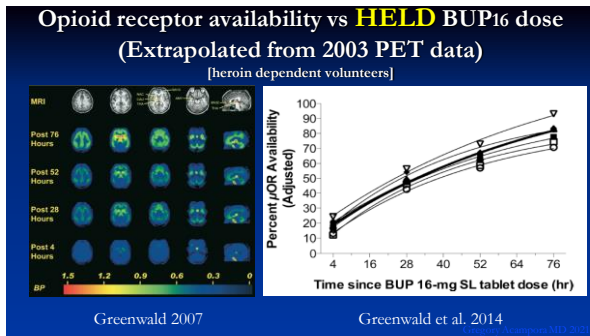 Opioid receptor availability vs HELD BUP16 dose
(Extrapolated from 2003 PET data)
[heroin dependent volunteers]
MRI
Post 76
Hours
Post 52
Hours
Post 28
Hours
Post 4
Hours
1.5 1.2 0.9 0.6 0.3 0
BP
Percent μOR Availability
(Adjusted)
100
90
80
70
60
50
40
30
20
10
0
4 16 28 40 52 64 76
Time since BUP 16-mg SL tablet dose (hr)
Greenwald 2007
Greenwald et al. 2014
Gregory Acampora MD 2021